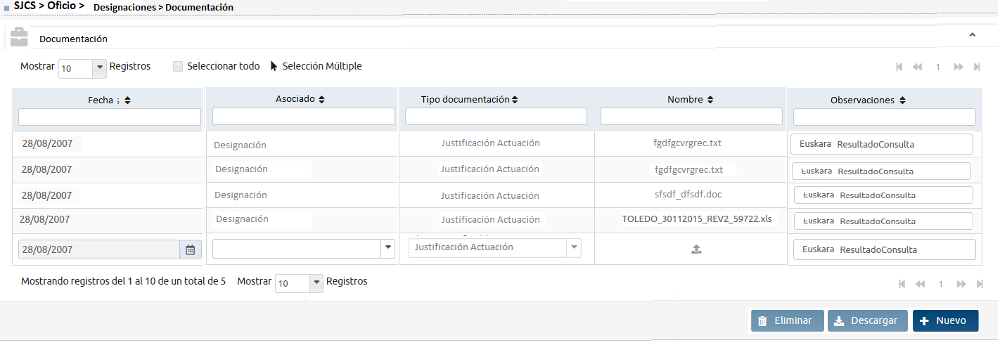 SJCS > Oficio > Designaciones > Documentación
Documentación
Mostrar 10 Registros Seleccionar todo Selección Múltiple 1
Fecha Asociado Tipo documentación Nombre Observaciones
28/08/2007 Designación Justificación Actuación fgdfgcvrgrec.txt Euskara ResultadoConsulta
28/08/2007 Designación Justificación Actuación fgdfgcvrgrec.txt Euskara ResultadoConsulta
28/08/2007 Designación Justificación Actuación sfsdf_dfsdf.doc Euskara ResultadoConsulta
28/08/2007 Designación Justificación Actuación TOLEDO_30112015_REV2_59722.xls Euskara ResultadoConsulta
28/08/2007 Justificación Actuación Euskara ResultadoConsulta
Mostrando registros del 1 al 10 de un total de 5 Mostrar 10 Registros 1
Eliminar Descargar Nuevo